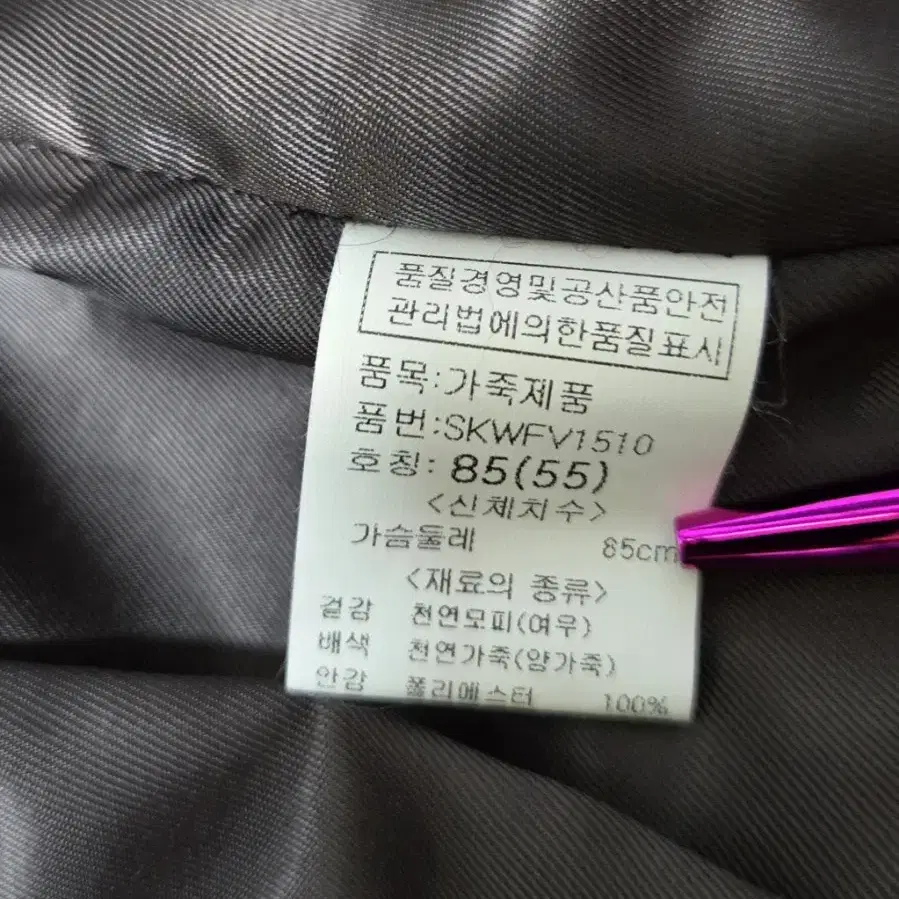 품질경영및공산품안전
관리법에의한품질표시
품목:가죽제품
품번:SKWFV1510
호칭: 85(55)
<신체치수>
가슴둘레 85cm
<재료의 종류>
겉감 천연모피(여우)
배색 천연가죽(양가죽)
안감 폴리에스터 100%